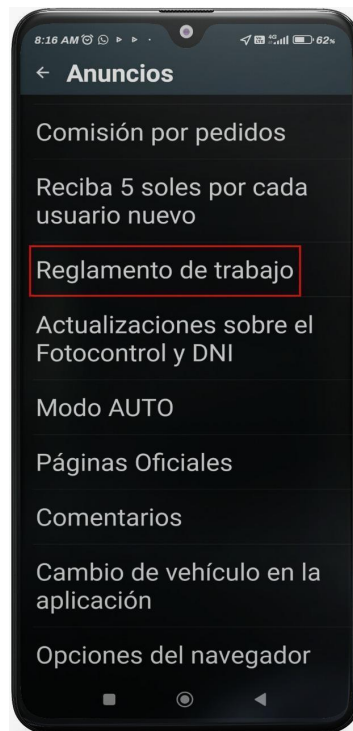 8:16 AM
4G
62%
Anuncios
Comisión por pedidos
Reciba 5 soles por cada
usuario nuevo
Reglamento de trabajo
Actualizaciones sobre el
Fotocontrol y DNI
Modo AUTO
Páginas Oficiales
Comentarios
Cambio de vehículo en la
aplicación
Opciones del navegador